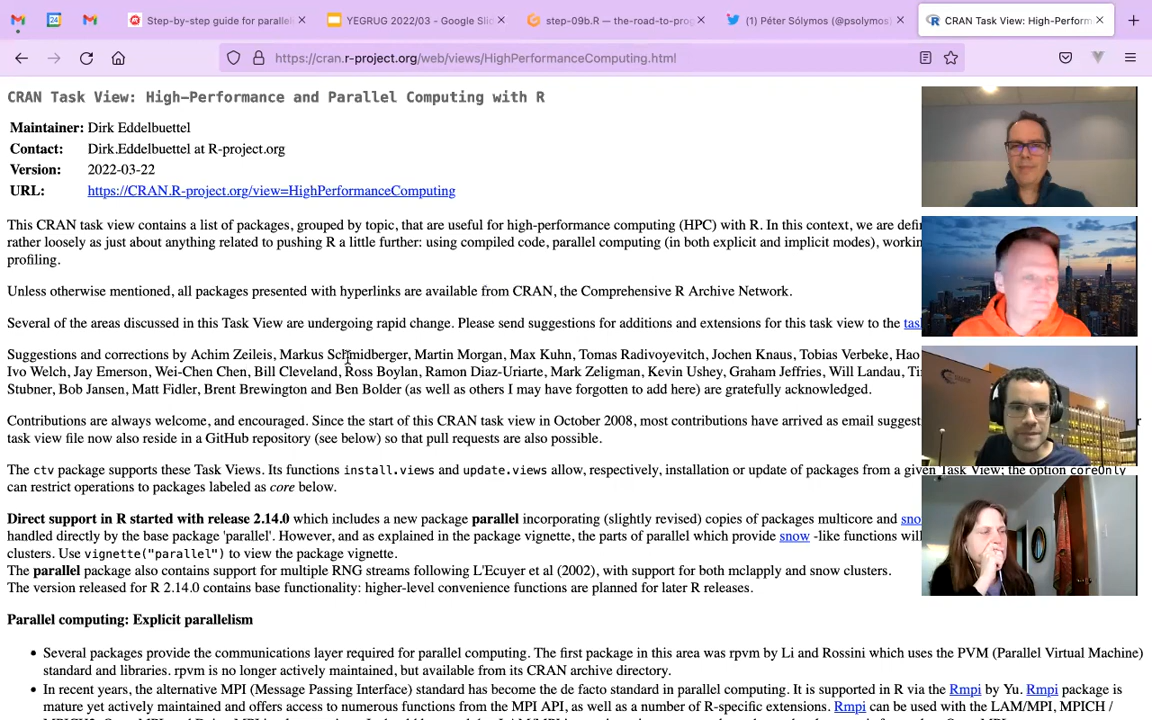 Step-by-step guide for parallel
YEGRUG 2022/03 - Google Slid
step-09b.R — the-road-to-prog
(1) Péter Sólymos (@psolymos)
CRAN Task View: High-Perform
https://cran.r-project.org/web/views/HighPerformanceComputing.html
CRAN Task View: High-Performance and Parallel Computing with R
Maintainer: Dirk Eddelbuettel
Contact: Dirk.Eddelbuettel at R-project.org
Version: 2022-03-22
URL: https://CRAN.R-project.org/view=HighPerformanceComputing
This CRAN task view contains a list of packages, grouped by topic, that are useful for high-performance computing (HPC) with R. In this context, we are defin
rather loosely as just about anything related to pushing R a little further: using compiled code, parallel computing (in both explicit and implicit modes), workin
profiling.
Unless otherwise mentioned, all packages presented with hyperlinks are available from CRAN, the Comprehensive R Archive Network.
Several of the areas discussed in this Task View are undergoing rapid change. Please send suggestions for additions and extensions for this task view to the tas
Suggestions and corrections by Achim Zeileis, Markus Schmidberger, Martin Morgan, Max Kuhn, Tomas Radivoyevitch, Jochen Knaus, Tobias Verbeke, Hao
Ivo Welch, Jay Emerson, Wei-Chen Chen, Bill Cleveland, Ross Boylan, Ramon Diaz-Uriarte, Mark Zeligman, Kevin Ushey, Graham Jeffries, Will Landau, Ti
Stubner, Bob Jansen, Matt Fidler, Brent Brewington and Ben Bolder (as well as others I may have forgotten to add here) are gratefully acknowledged.
Contributions are always welcome, and encouraged. Since the start of this CRAN task view in October 2008, most contributions have arrived as email suggest
task view file now also reside in a GitHub repository (see below) so that pull requests are also possible.
The ctv package supports these Task Views. Its functions install.views and update.views allow, respectively, installation or update of packages from a given Task View; the option coreOnly
can restrict operations to packages labeled as core below.
Direct support in R started with release 2.14.0 which includes a new package parallel incorporating (slightly revised) copies of packages multicore and sno
handled directly by the base package 'parallel'. However, and as explained in the package vignette, the parts of parallel which provide snow -like functions will
clusters. Use vignette("parallel") to view the package vignette.
The parallel package also contains support for multiple RNG streams following L'Ecuyer et al (2002), with support for both mclapply and snow clusters.
The version released for R 2.14.0 contains base functionality: higher-level convenience functions are planned for later R releases.
Parallel computing: Explicit parallelism
• Several packages provide the communications layer required for parallel computing. The first package in this area was rpvm by Li and Rossini which uses the PVM (Parallel Virtual Machine)
standard and libraries. rpvm is no longer actively maintained, but available from its CRAN archive directory.
• In recent years, the alternative MPI (Message Passing Interface) standard has become the de facto standard in parallel computing. It is supported in R via the Rmpi by Yu. Rmpi package is
mature yet actively maintained and offers access to numerous functions from the MPI API, as well as a number of R-specific extensions. Rmpi can be used with the LAM/MPI, MPICH /